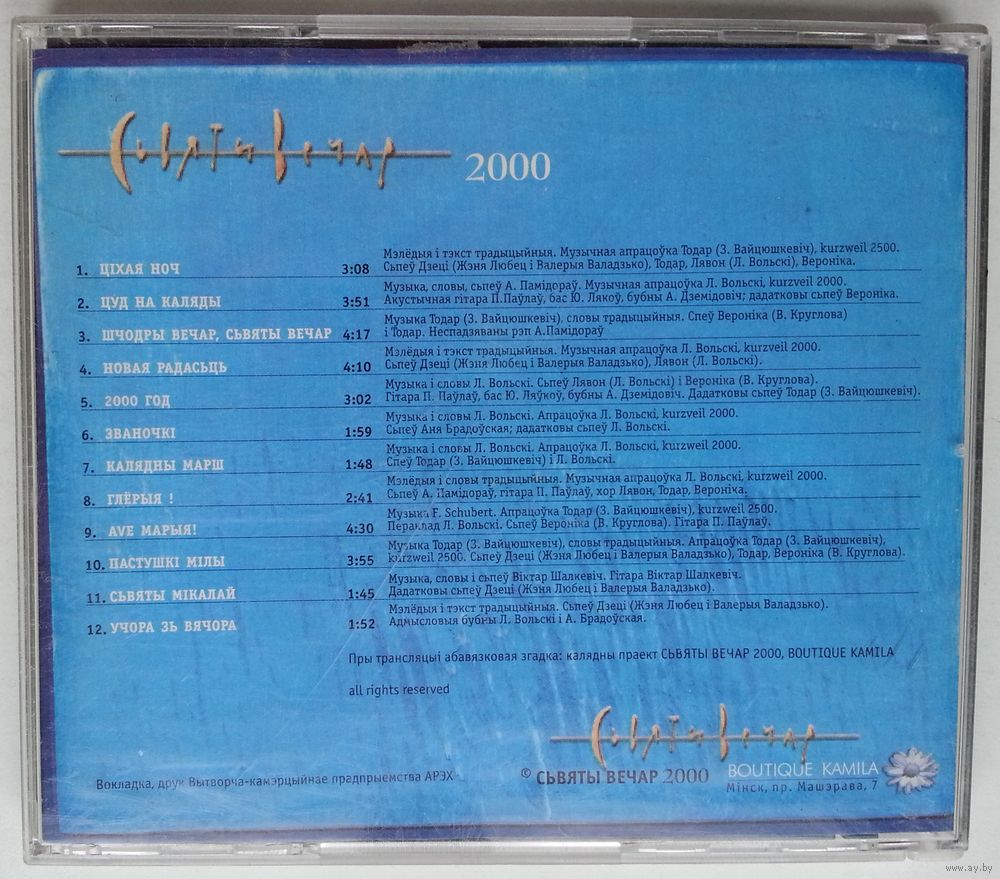 Сьвяты Вечар 2000
1. ЦІХАЯ НОЧ 3:08 Мэлёдыя і тэкст традыцыйныя. Музычная апрацоўка Тодар (З. Вайцюшкевіч), kurzweil 2500.
Сьпеў Дзеці (Жэня Любец і Валерыя Валадзько), Тодар, Лявон (Л. Вольскі), Вероніка.
2. ЦУД НА КАЛЯДЫ 3:51 Музыка, словы, сьпеў А. Памідораў. Музычная апрацоўка Л. Вольскі, kurzweil 2000.
Акустычная гітара П.Паўлаў, бас Ю. Лякоў, бубны А. Дземідовіч; дадатковы сьпеў Вероніка.
3. ШЧОДРЫ ВЕЧАР, СЬВЯТЫ ВЕЧАР 4:17 Музыка Тодар (З. Вайцюшкевіч), словы традыцыйныя. Спеў Вероніка (В. Круглова)
і Тодар. Неспадзяваны рэп А.Памідораў
4. НОВАЯ РАДАСЬЦЬ 4:10 Мэлёдыя і тэкст традыцыйныя. Музычная апрацоўка Л. Вольскі, kurzveil 2000.
Сьпеў Дзеці (Жэня Любец і Валерыя Валадзько), Лявон (Л. Вольскі).
5. 2000 ГОД 3:02 Музыка і словы Л. Вольскі. Сьпеў Лявон (Л. Вольскі) і Вероніка (В. Круглова).
Гітара П. Паўлаў, бас Ю. Ляўкоў, бубны А. Дземідовіч. Дадатковы сьпеў Тодар (З. Вайцюшкевіч).
6. ЗВАНОЧКІ 1:59 Музыка і словы Л. Вольскі. Апрацоўка Л. Вольскі, kurzveil 2000.
Сьпеў Аня Брадоўская; дадатковы сьпеў Л. Вольскі.
7. КАЛЯДНЫ МАРШ 1:48 Музыка і словы Л. Вольскі. Апрацоўка Л. Вольскі, kurzweil 2000.
Спеў Тодар (З. Вайцюшкевіч) і Л. Вольскі.
8. ГЛЁРЫЯ ! 2:41 Мэлёдыя і словы традыцыйныя. Музычная апрацоўка Л. Вольскі, kurzweil 2000.
Сьпеў А. Памідораў, гітара П. Паўлаў, хор Лявон, Тодар, Вероніка.
9. AVE МАРЫЯ! 4:30 Музыка F. Schubert. Апрацоўка Тодар (З. Вайцюшкевіч), kurzweil 2500.
Пераклад Л. Вольскі. Сьпеў Вероніка (В. Круглова). Гітара П. Паўлаў.
10. ПАСТУШКІ МІЛЫ 3:55 Музыка Тодар (З. Вайцюшкевіч), словы традыцыйныя. Апрацоўка Тодар (З. Вайцюшкевіч),
kurzweil 2500. Сьпеў Дзеці (Жэня Любец і Валерыя Валадзько), Тодар, Вероніка (В. Круглова).
11. СЬВЯТЫ МІКАЛАЙ 1:45 Музыка, словы і сьпеў Віктар Шалкевіч. Гітара Віктар Шалкевіч.
Дадатковы сьпеў Дзеці (Жэня Любец і Валерыя Валадзько).
12. УЧОРА ЗЬ ВЯЧОРА 1:52 Мэлёдыя і тэкст традыцыйныя. Сьпеў Дзеці (Жэня Любец і Валерыя Валадзько).
Адмысловыя бубны Л. Вольскі і А. Брадоўская.
Пры трансляцыі абавязковая згадка: калядны праект СЬВЯТЫ ВЕЧАР 2000, BOUTIQUE KAMILA
all rights reserved
Сьвяты Вечар
Вокладка, друк Вытворча-камэрцыйнае прадпрыемства АРЭХ
© СЬВЯТЫ ВЕЧАР 2000 BOUTIQUE KAMILA
Мінск, пр. Машэрава, 7
www.ay.by